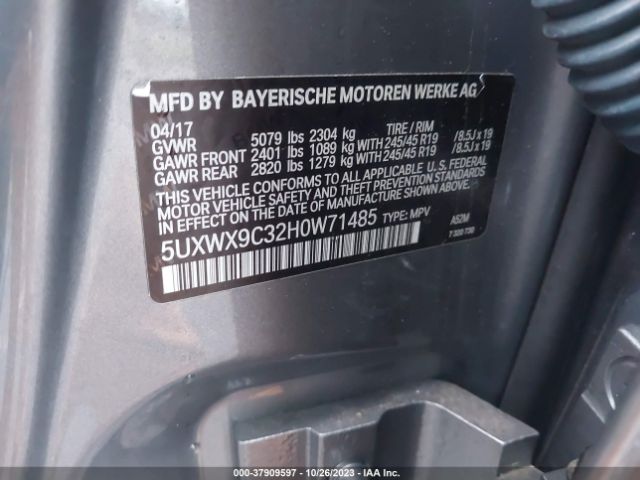 MFD BY BAYERISCHE MOTOREN WERKE AG
04/17
GVWR 5079 lbs 2304 kg TIRE / RIM
GAWR FRONT 2401 lbs 1089 kg WITH 245/45 R19 /8.5J x 19
GAWR REAR 2820 lbs 1279 kg WITH 245/45 R19 /8.5J x 19
THIS VEHICLE CONFORMS TO ALL APPLICABLE U.S. FEDERAL
MOTOR VEHICLE SAFETY AND THEFT PREVENTION STANDARDS
IN EFFECT ON THE DATE OF MANUFACTURE SHOWN ABOVE.
5UXWX9C32H0W71485 TYPE: MPV A52M
7 320 730
000-37909597 - 10/26/2023 - IAA Inc.